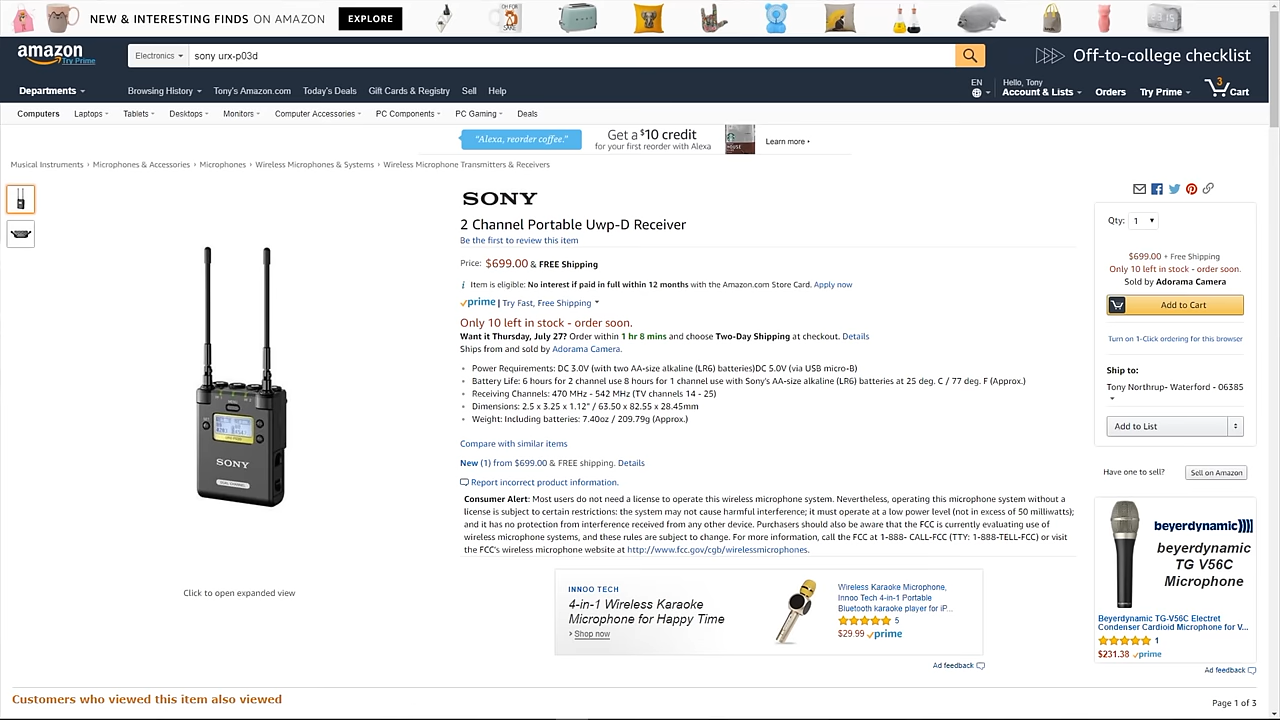 NEW & INTERESTING FINDS ON AMAZON EXPLORE
amazon
Try Prime
Electronics
sony urx-p03d
Off-to-college checklist
Departments
Browsing History
Tony's Amazon.com
Today's Deals
Gift Cards & Registry
Sell
Help
EN
Hello, Tony
Account & Lists
Orders
Try Prime
3
Cart
Computers
Laptops
Tablets
Desktops
Monitors
Computer Accessories
PC Components
PC Gaming
Deals
"Alexa, reorder coffee."
Get a $10 credit
for your first reorder with Alexa
Learn more ›
Musical Instruments › Microphones & Accessories › Microphones › Wireless Microphones & Systems › Wireless Microphone Transmitters & Receivers
SONY
2 Channel Portable Uwp-D Receiver
Be the first to review this item
Price: $699.00 & FREE Shipping
i Item is eligible: No interest if paid in full within 12 months with the Amazon.com Store Card. Apply now
prime | Try Fast, Free Shipping
Only 10 left in stock - order soon.
Want it Thursday, July 27? Order within 1 hr 8 mins and choose Two-Day Shipping at checkout. Details
Ships from and sold by Adorama Camera.
• Power Requirements: DC 3.0V (with two AA-size alkaline (LR6) batteries)DC 5.0V (via USB micro-B)
• Battery Life: 6 hours for 2 channel use 8 hours for 1 channel use with Sony's AA-size alkaline (LR6) batteries at 25 deg. C / 77 deg. F (Approx.)
• Receiving Channels: 470 MHz - 542 MHz (TV channels 14 - 25)
• Dimensions: 2.5 x 3.25 x 1.12" / 63.50 x 82.55 x 28.45mm
• Weight: Including batteries: 7.40oz / 209.79g (Approx.)
Compare with similar items
New (1) from $699.00 & FREE shipping. Details
Report incorrect product information.
Consumer Alert: Most users do not need a license to operate this wireless microphone system. Nevertheless, operating this microphone system without a
license is subject to certain restrictions: the system may not cause harmful interference; it must operate at a low power level (not in excess of 50 milliwatts);
and it has no protection from interference received from any other device. Purchasers should also be aware that the FCC is currently evaluating use of
wireless microphone systems, and these rules are subject to change. For more information, call the FCC at 1-888- CALL-FCC (TTY: 1-888-TELL-FCC) or visit
the FCC's wireless microphone website at http://www.fcc.gov/cgb/wirelessmicrophones.
SONY
Click to open expanded view
INNOO TECH
4-in-1 Wireless Karaoke
Microphone for Happy Time
› Shop now
Wireless Karaoke Microphone,
Innoo Tech 4-in-1 Portable
Bluetooth karaoke player for iP...
5
$29.99 prime
Ad feedback
Qty: 1
$699.00 + Free Shipping
Only 10 left in stock - order soon.
Sold by Adorama Camera
Add to Cart
Turn on 1-Click ordering for this browser
Ship to:
Tony Northrup- Waterford - 06385
Add to List
Have one to sell?
Sell on Amazon
beyerdynamic
beyerdynamic
TG V56C
Microphone
Beyerdynamic TG-V56C Electret
Condenser Cardioid Microphone for V...
1
$231.38 prime
Ad feedback
Customers who viewed this item also viewed
Page 1 of 3